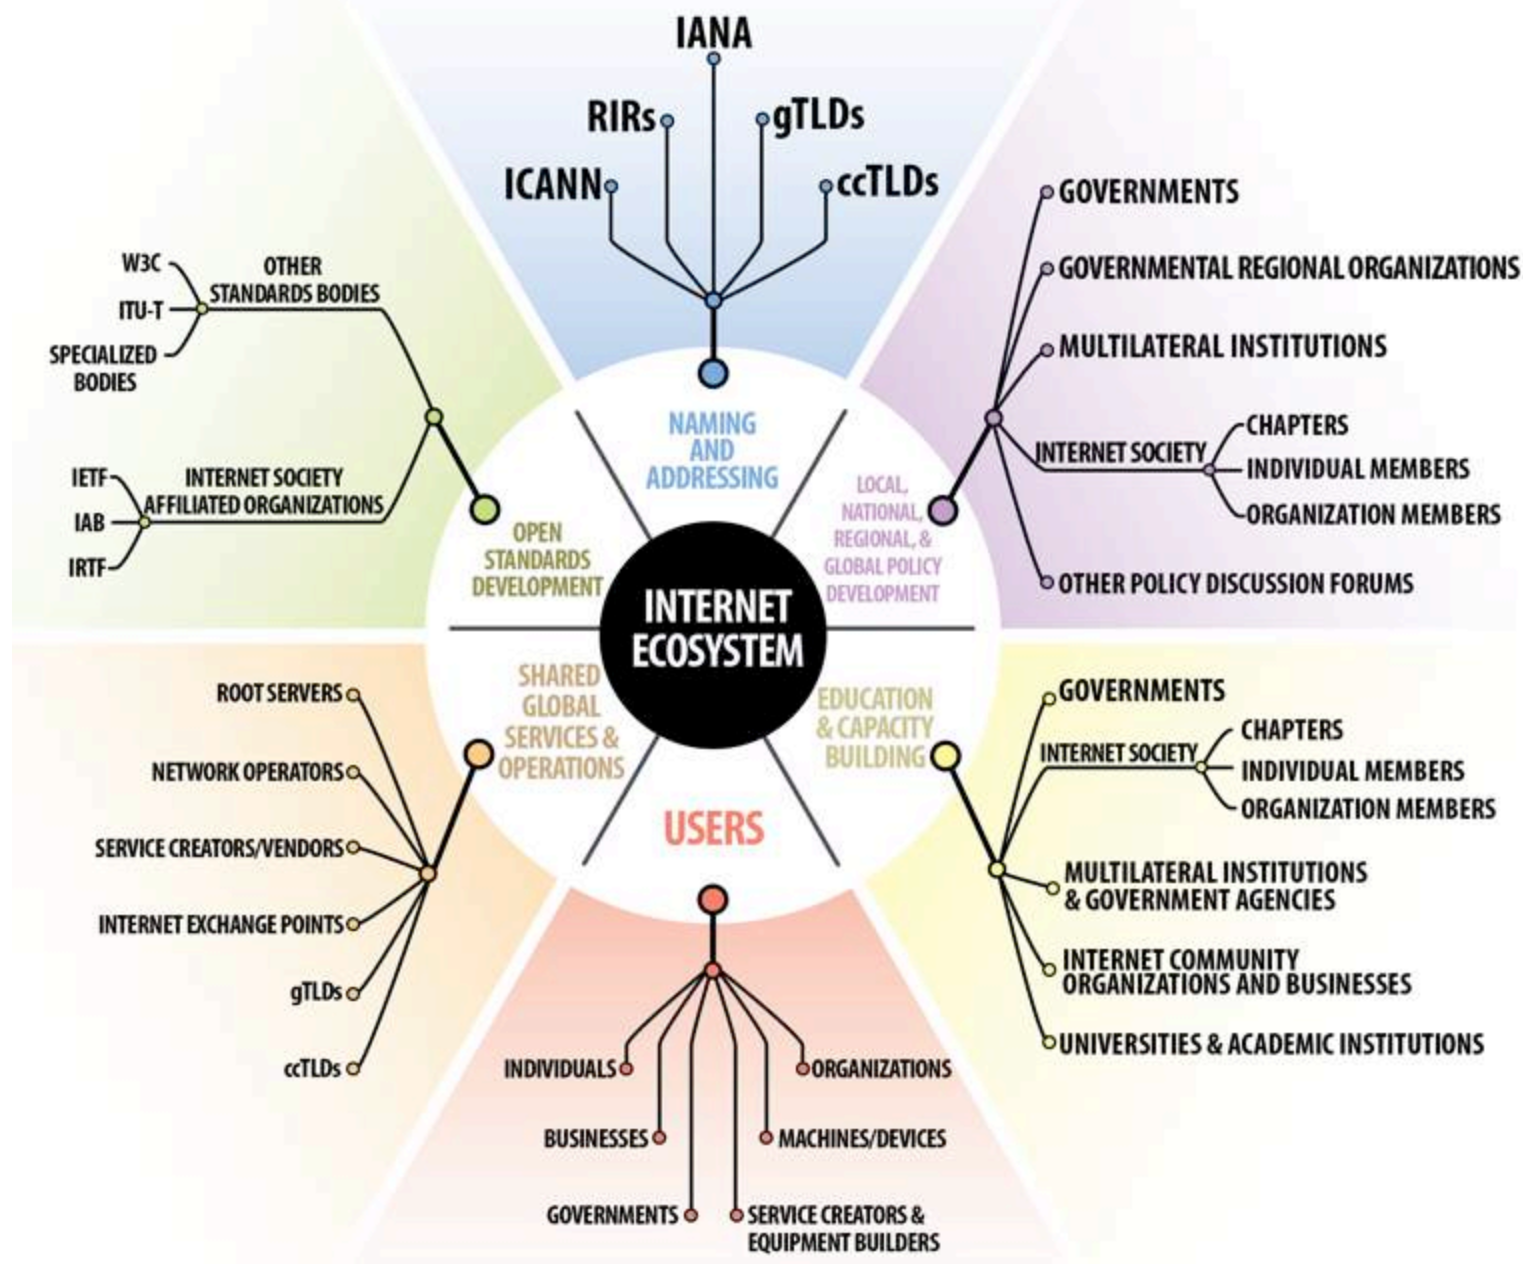 IANA
RIRs
gTLDs
ICANN
ccTLDs
NAMING
AND
ADDRESSING
W3C
ITU-T
SPECIALIZED
BODIES
OTHER
STANDARDS BODIES
IETF
IAB
IRTF
INTERNET SOCIETY
AFFILIATED ORGANIZATIONS
OPEN
STANDARDS
DEVELOPMENT
GOVERNMENTS
GOVERNMENTAL REGIONAL ORGANIZATIONS
MULTILATERAL INSTITUTIONS
INTERNET SOCIETY
CHAPTERS
INDIVIDUAL MEMBERS
ORGANIZATION MEMBERS
OTHER POLICY DISCUSSION FORUMS
LOCAL,
NATIONAL,
REGIONAL, &
GLOBAL POLICY
DEVELOPMENT
INTERNET
ECOSYSTEM
SHARED
GLOBAL
SERVICES &
OPERATIONS
ROOT SERVERS
NETWORK OPERATORS
SERVICE CREATORS/VENDORS
INTERNET EXCHANGE POINTS
gTLDs
ccTLDs
EDUCATION
& CAPACITY
BUILDING
GOVERNMENTS
INTERNET SOCIETY
CHAPTERS
INDIVIDUAL MEMBERS
ORGANIZATION MEMBERS
MULTILATERAL INSTITUTIONS
& GOVERNMENT AGENCIES
INTERNET COMMUNITY
ORGANIZATIONS AND BUSINESSES
UNIVERSITIES & ACADEMIC INSTITUTIONS
USERS
INDIVIDUALS
ORGANIZATIONS
BUSINESSES
MACHINES/DEVICES
GOVERNMENTS
SERVICE CREATORS &
EQUIPMENT BUILDERS